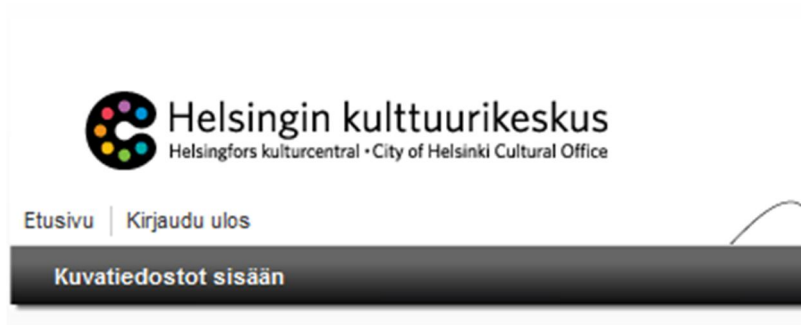 Helsingin kulttuurikeskus
Helsingfors kulturcentral • City of Helsinki Cultural Office
Etusivu | Kirjaudu ulos
Kuvatiedostot sisään